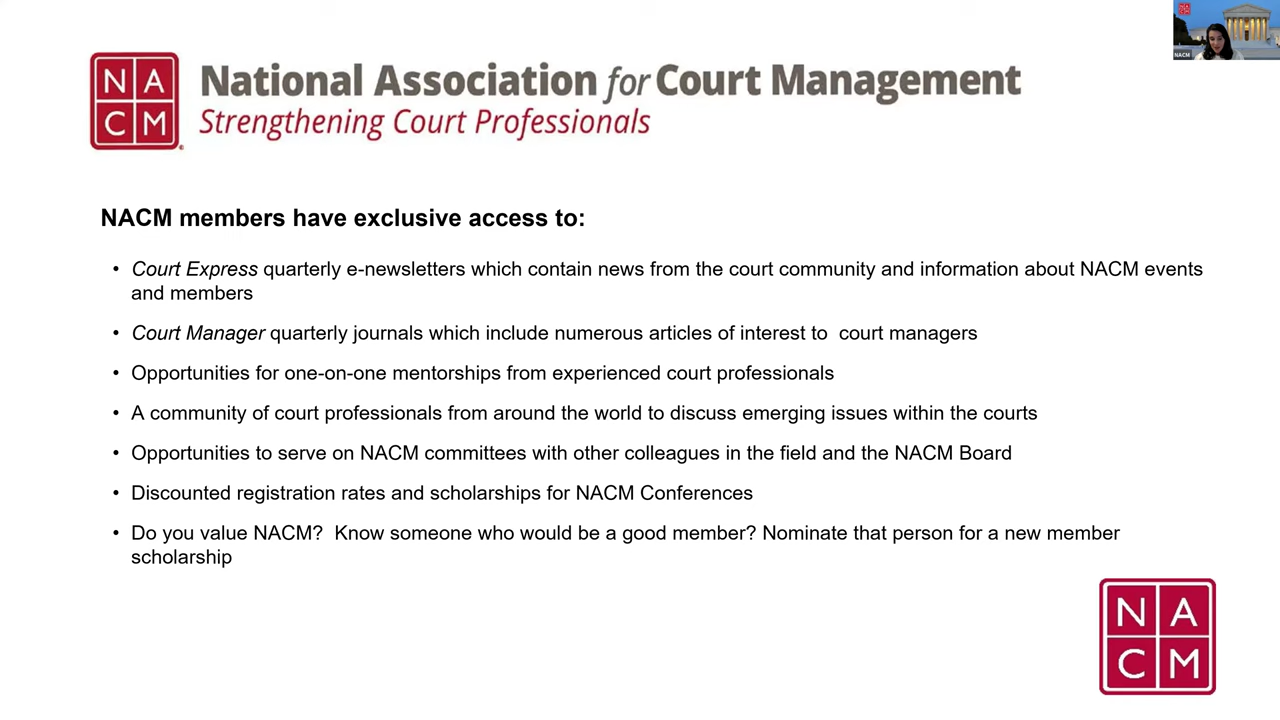 NACM
NACM
N A
C M
National Association for Court Management
Strengthening Court Professionals
NACM members have exclusive access to:
• Court Express quarterly e-newsletters which contain news from the court community and information about NACM events
and members
• Court Manager quarterly journals which include numerous articles of interest to  court managers
• Opportunities for one-on-one mentorships from experienced court professionals
• A community of court professionals from around the world to discuss emerging issues within the courts
• Opportunities to serve on NACM committees with other colleagues in the field and the NACM Board
• Discounted registration rates and scholarships for NACM Conferences
• Do you value NACM?  Know someone who would be a good member? Nominate that person for a new member
scholarship
N A
C M